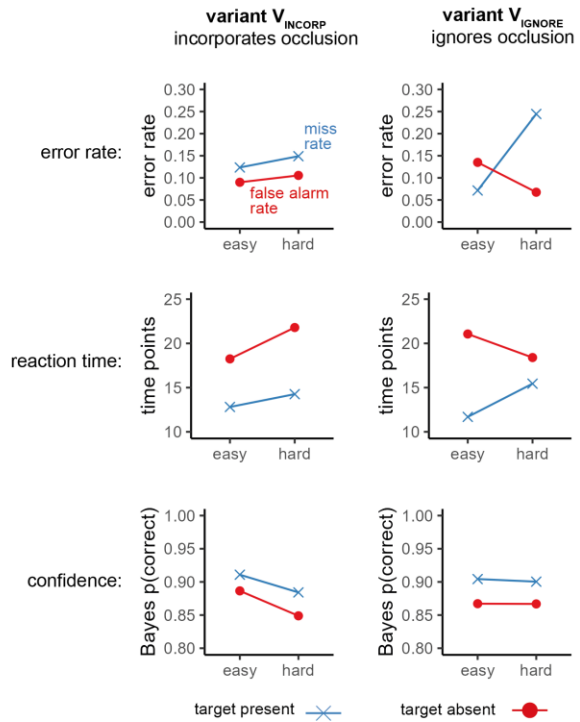 variant V_INCORP
incorporates occlusion
variant V_IGNORE
ignores occlusion
error rate:
error rate
0.30
0.25
0.20
0.15
0.10
0.05
0.00
miss
rate
false alarm
rate
easy hard
error rate
0.30
0.25
0.20
0.15
0.10
0.05
0.00
easy hard
reaction time:
time points
25
20
15
10
easy hard
time points
25
20
15
10
easy hard
confidence:
Bayes p(correct)
1.00
0.95
0.90
0.85
0.80
easy hard
Bayes p(correct)
1.00
0.95
0.90
0.85
0.80
easy hard
target present
target absent